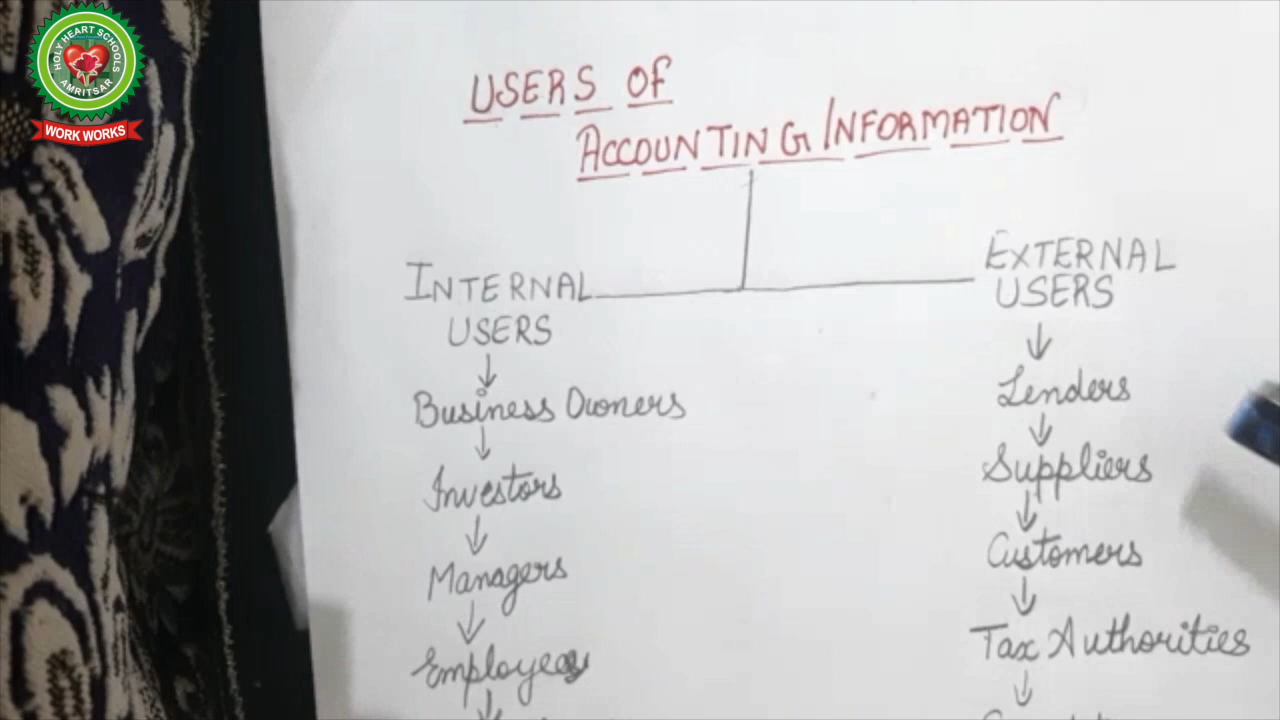 HOLY HEART SCHOOLS
AMRITSAR
WORK WORKS
USERS OF
ACCOUNTING INFORMATION
INTERNAL
USERS
Business Owners
Investors
Managers
Employees
EXTERNAL
USERS
Lenders
Suppliers
Customers
Tax Authorities